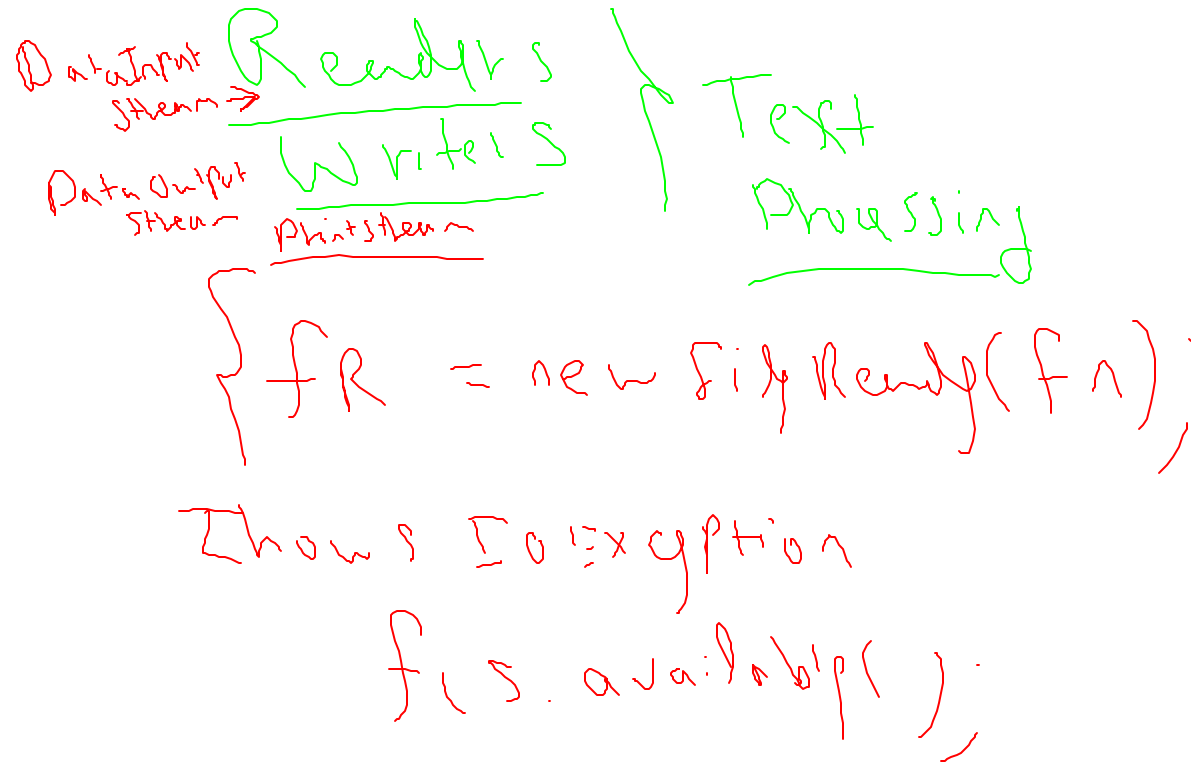 DataInput
stream →
Readers
Writers
Text
Processing
DataOutput
stream
Printstream
fR = new FileReader(fn);
Throws IOException
fis.available();